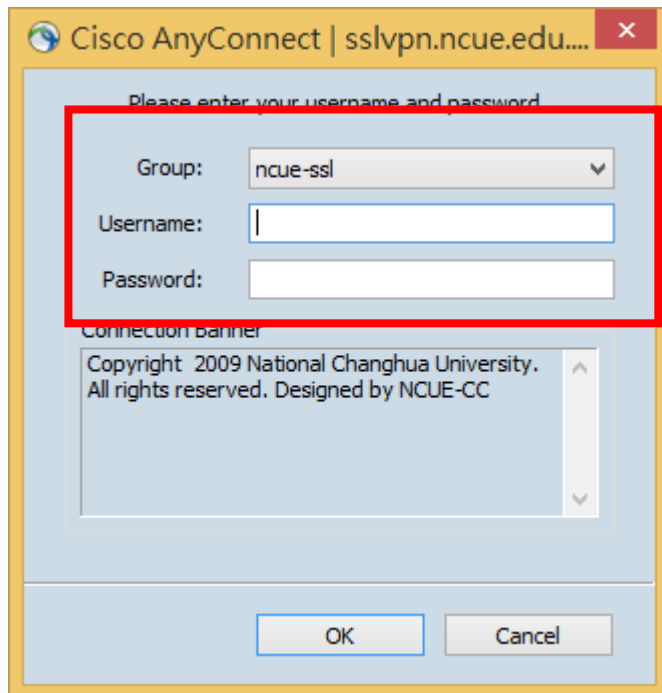 Cisco AnyConnect | sslvpn.ncue.edu....
Please enter your username and password
Group: ncue-ssl
Username:
Password:
Connection Banner
Copyright 2009 National Changhua University.
All rights reserved. Designed by NCUE-CC
OK Cancel